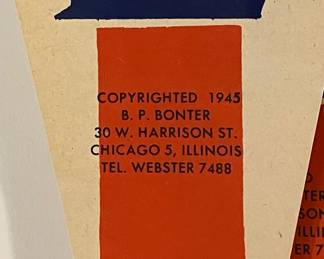 COPYRIGHTED 1945
B. P. BONTER
30 W. HARRISON ST.
CHICAGO 5, ILLINOIS
TEL. WEBSTER 7488